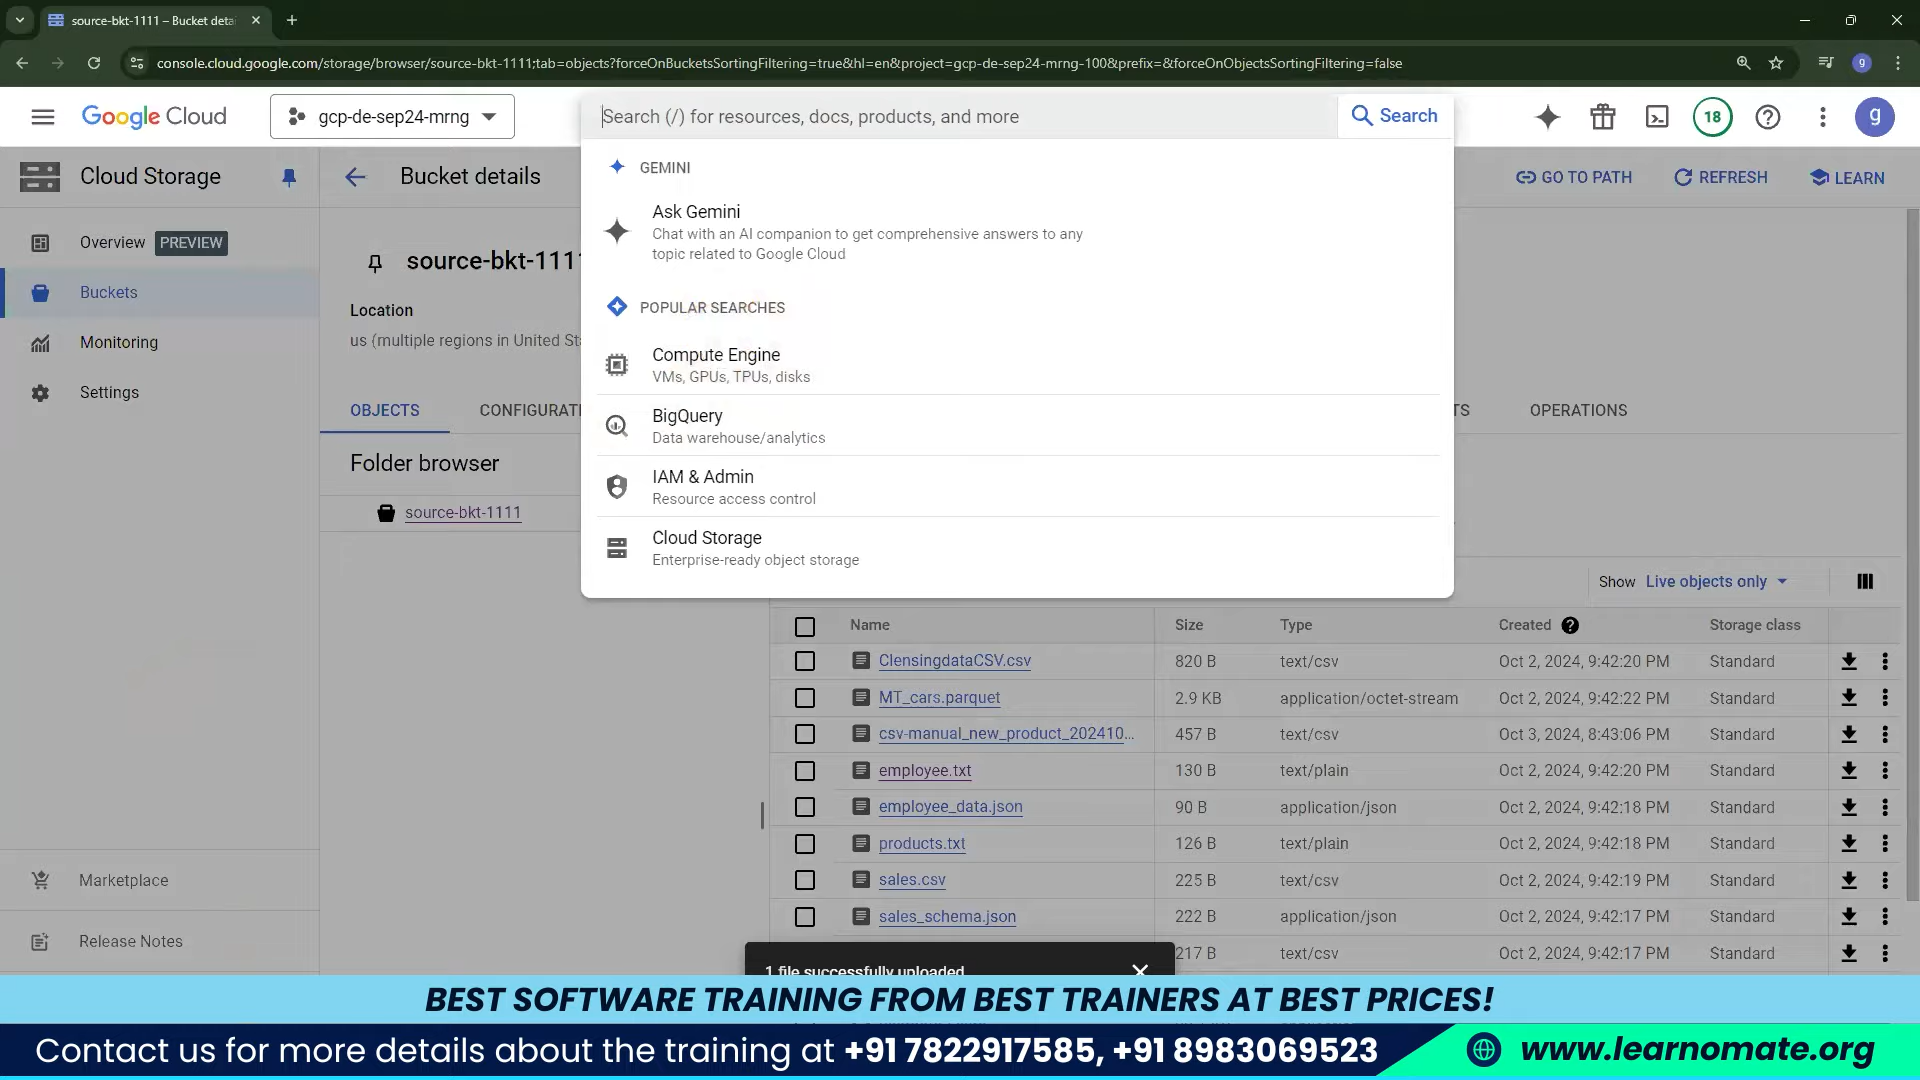 source-bkt-1111 – Bucket deta
console.cloud.google.com/storage/browser/source-bkt-1111;tab=objects?forceOnBucketsSortingFiltering=true&hl=en&project=gcp-de-sep24-mrng-100&prefix=&forceOnObjectsSortingFiltering=false
g
Google Cloud
gcp-de-sep24-mrng
Search (/) for resources, docs, products, and more
Search
18
g
Cloud Storage
Bucket details
GO TO PATH
REFRESH
LEARN
GEMINI
Ask Gemini
Chat with an AI companion to get comprehensive answers to any
topic related to Google Cloud
POPULAR SEARCHES
Compute Engine
VMs, GPUs, TPUs, disks
BigQuery
Data warehouse/analytics
IAM & Admin
Resource access control
Cloud Storage
Enterprise-ready object storage
Overview PREVIEW
Buckets
Monitoring
Settings
Marketplace
Release Notes
source-bkt-111
Location
us (multiple regions in United St
OBJECTS
CONFIGURAT
TS
OPERATIONS
Folder browser
source-bkt-1111
Show Live objects only
Name Size Type Created Storage class
ClensingdataCSV.csv 820 B text/csv Oct 2, 2024, 9:42:20 PM Standard
MT_cars.parquet 2.9 KB application/octet-stream Oct 2, 2024, 9:42:22 PM Standard
csv-manual_new_product_202410... 457 B text/csv Oct 3, 2024, 8:43:06 PM Standard
employee.txt 130 B text/plain Oct 2, 2024, 9:42:20 PM Standard
employee_data.json 90 B application/json Oct 2, 2024, 9:42:18 PM Standard
products.txt 126 B text/plain Oct 2, 2024, 9:42:18 PM Standard
sales.csv 225 B text/csv Oct 2, 2024, 9:42:19 PM Standard
sales_schema.json 222 B application/json Oct 2, 2024, 9:42:17 PM Standard
217 B text/csv Oct 2, 2024, 9:42:17 PM Standard
1 file successfully uploaded
BEST SOFTWARE TRAINING FROM BEST TRAINERS AT BEST PRICES!
Contact us for more details about the training at +91 7822917585, +91 8983069523
www.learnomate.org